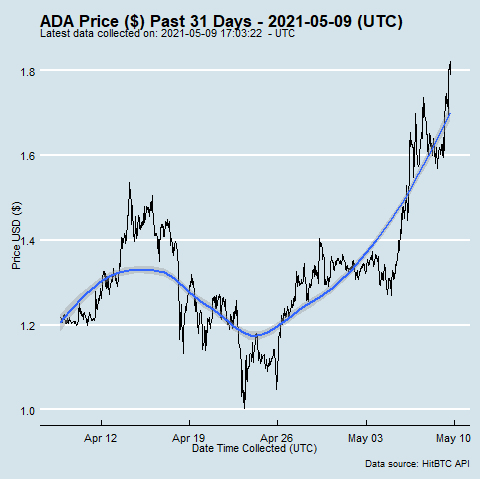 ADA Price ($) Past 31 Days - 2021-05-09 (UTC)
Latest data collected on: 2021-05-09 17:03:22 - UTC
1.8
1.6
1.4
1.2
1.0
Price USD ($)
Apr 12 Apr 19 Apr 26 May 03 May 10
Date Time Collected (UTC)
Data source: HitBTC API